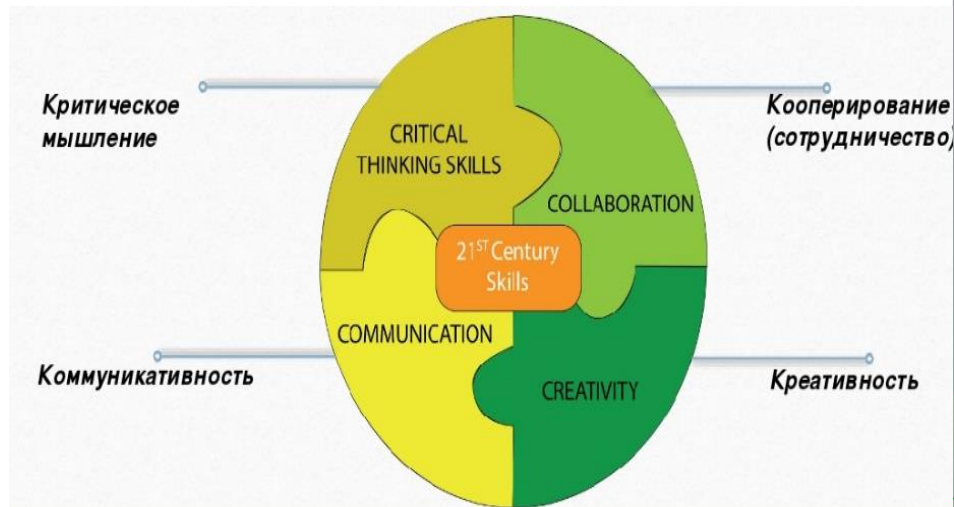 Критическое
мышление
CRITICAL
THINKING SKILLS
COLLABORATION
Кооперирование
(сотрудничество)
21ST Century
Skills
Коммуникативность
COMMUNICATION
CREATIVITY
Креативность